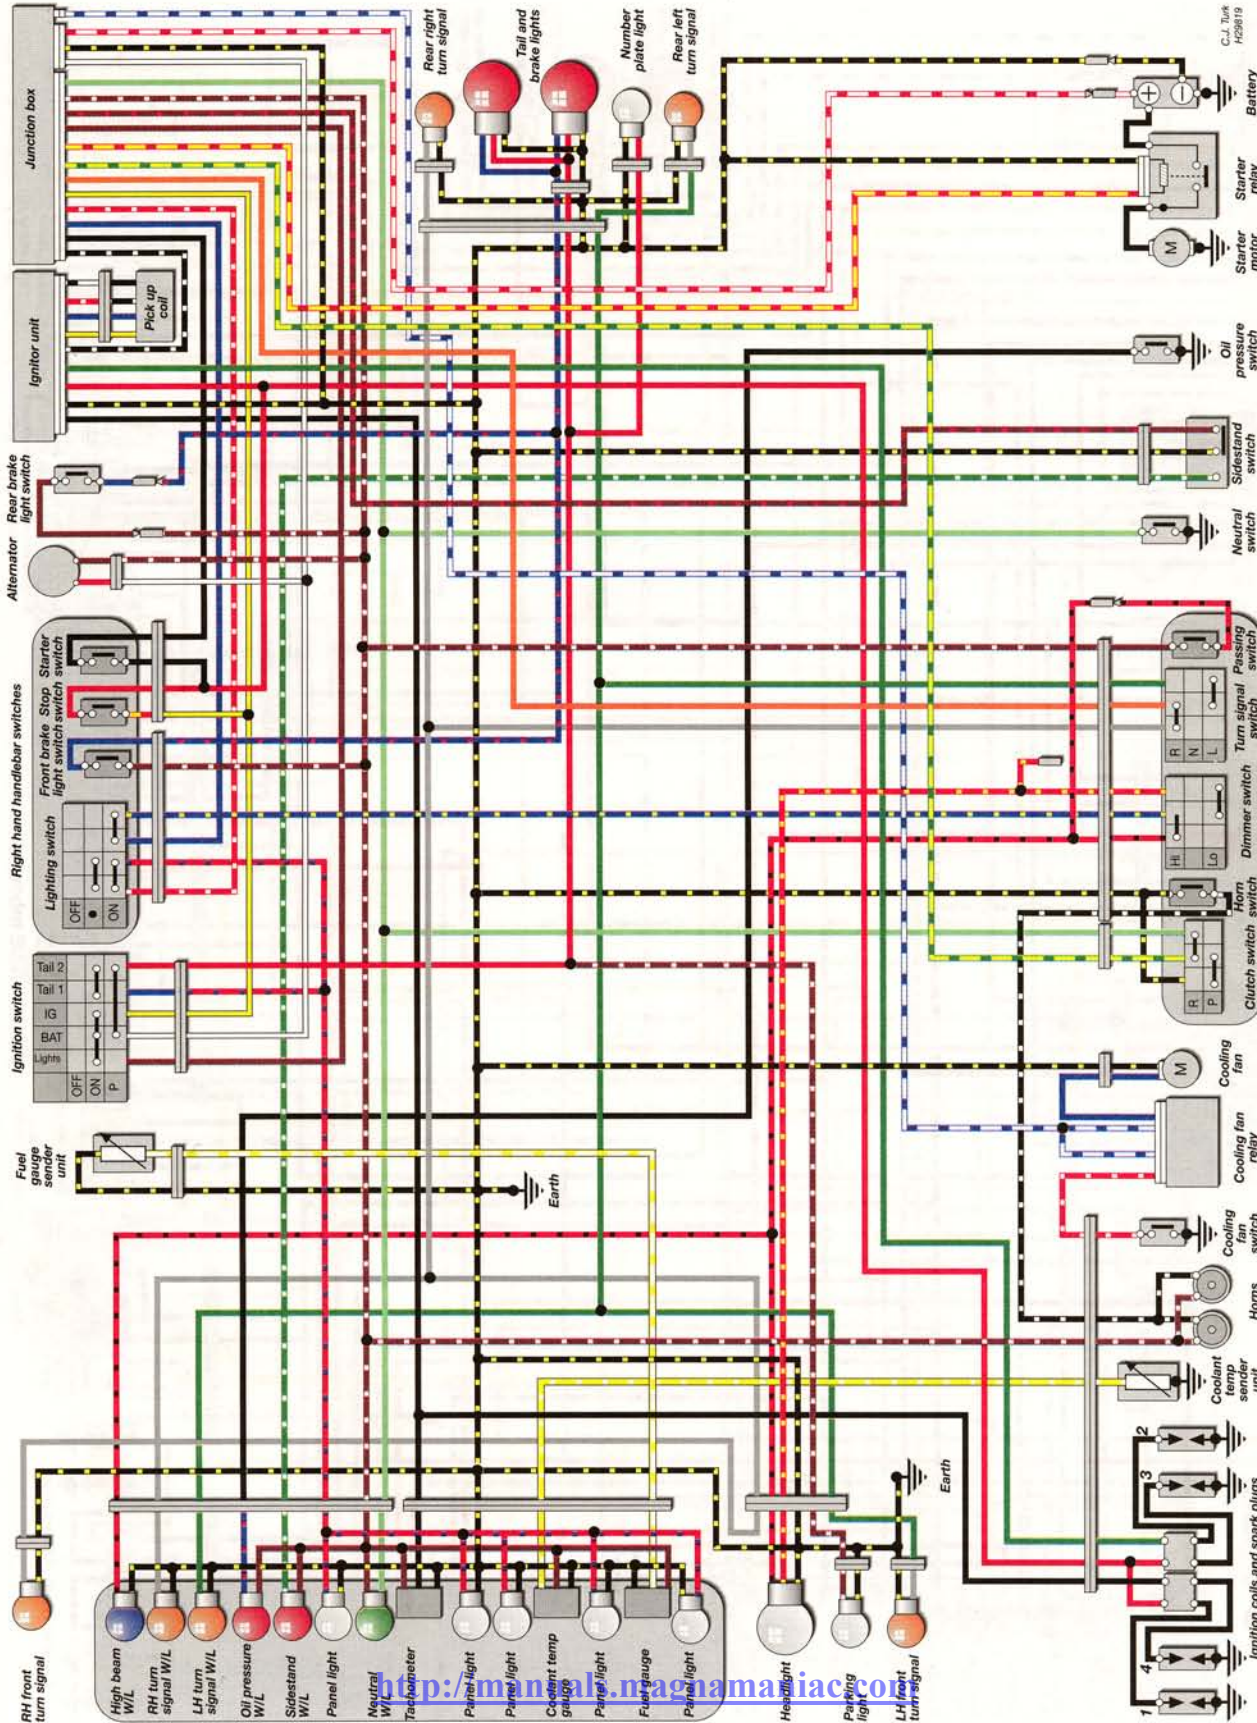 Junction box
Ignitor unit
Pick up
coil
Rear brake
light switch
Alternator
Right hand handlebar switches
Starter
switch
Stop
switch
Front brake
light switch
Lighting switch
OFF
●
ON
Ignition switch
Tail 2
Tail 1
IG
BAT
Lights
OFF
ON
P
Fuel
gauge
sender
unit
RH front
turn signal
Rear right
turn signal
Tail and
brake lights
Number
plate light
Rear left
turn signal
C.J. Turk
H29819
Battery
Starter
relay
Starter
motor
M
Oil
pressure
switch
Sidestand
switch
Neutral
switch
Passing
switch
Turn signal
switch
R
N
L
Dimmer switch
Hi
Lo
Horn
switch
Clutch switch
R
P
Cooling
fan
M
Cooling fan
relay
Cooling
fan
switch
Horns
Coolant
temp
sender
unit
Ignition coils and spark plugs
1
4
3
2
Earth
Earth
High beam
W/L
RH turn
signal W/L
LH turn
signal W/L
Oil pressure
W/L
Sidestand
W/L
Panel light
Neutral
W/L
Tachometer
Panel light
Panel light
Coolant temp
gauge
Panel light
Fuel gauge
Panel light
Headlight
Parking
light
LH front
turn signal
http://manuals.magnamaniac.com